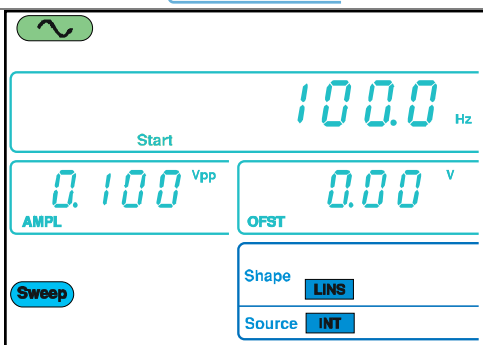 100.0 Hz
Start
0.100 Vpp
0.00 V
AMPL
OFST
Shape LINS
Sweep
Source INT